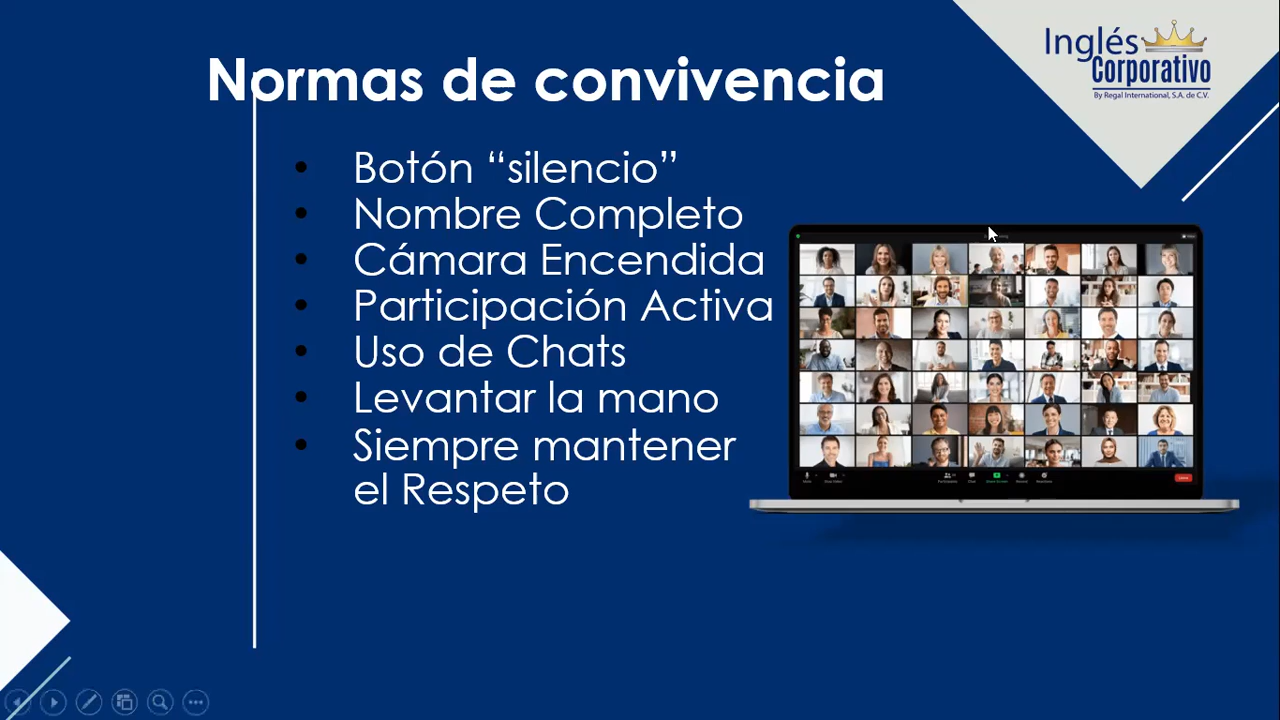 Inglés
Corporativo
By Regal International, S.A. de C.V.
Normas de convivencia
• Botón “silencio”
• Nombre Completo
• Cámara Encendida
• Participación Activa
• Uso de Chats
• Levantar la mano
• Siempre mantener
el Respeto